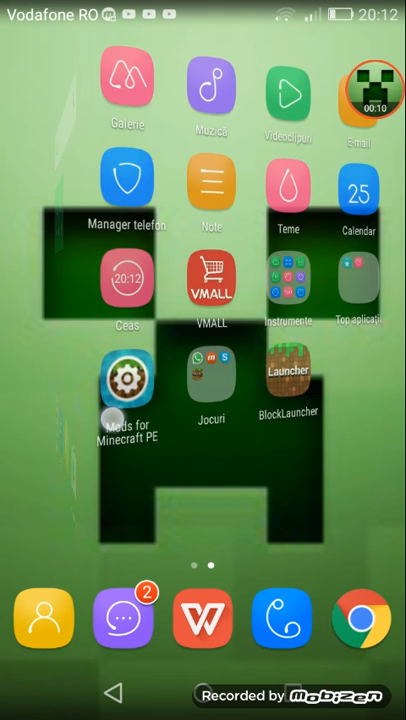 Vodafone RO
20:12
00:10
Galerie
Muzică
Videoclipuri
E-mail
25
Manager telefon
Note
Teme
Calendar
20:12
VMALL
Ceas
VMALL
Instrumente
Top aplicații
Launcher
Mods for
Minecraft PE
Jocuri
BlockLauncher
2
Recorded by Mobizen